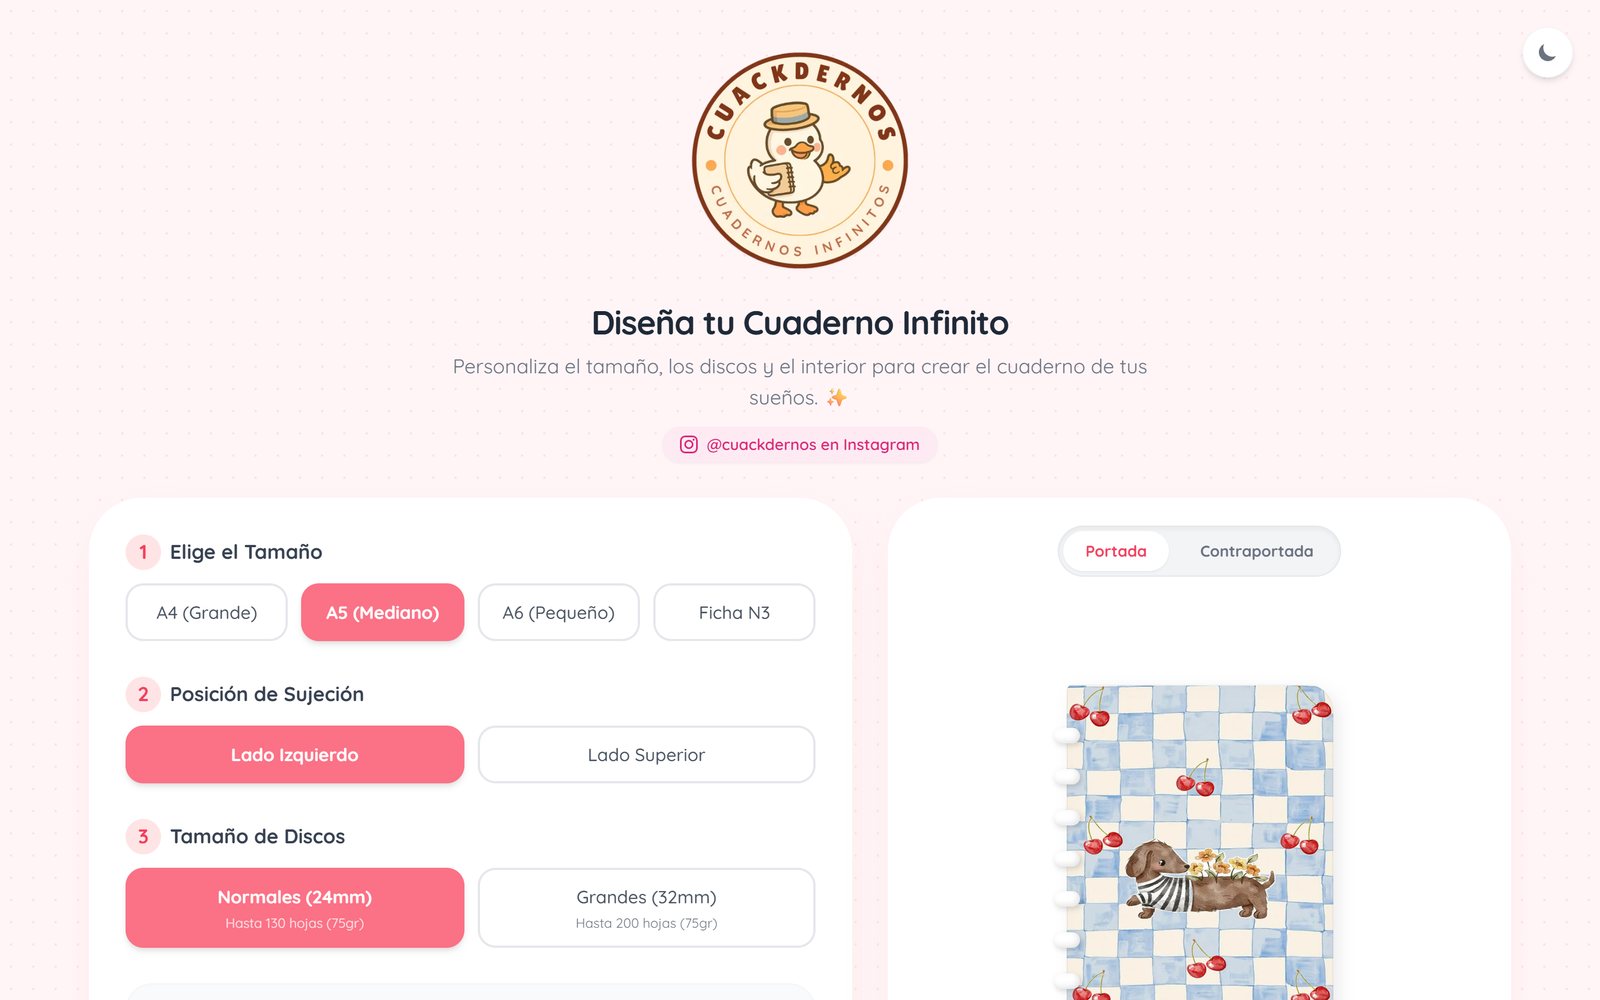 CUACKDERNOS
CUADERNOS INFINITOS
Diseña tu Cuaderno Infinito
Personaliza el tamaño, los discos y el interior para crear el cuaderno de tus
sueños. ✨
@cuackdernos en Instagram
1 Elige el Tamaño
A4 (Grande) A5 (Mediano) A6 (Pequeño) Ficha N3
2 Posición de Sujeción
Lado Izquierdo Lado Superior
3 Tamaño de Discos
Normales (24mm) Grandes (32mm)
Hasta 130 hojas (75gr) Hasta 200 hojas (75gr)
Portada Contraportada